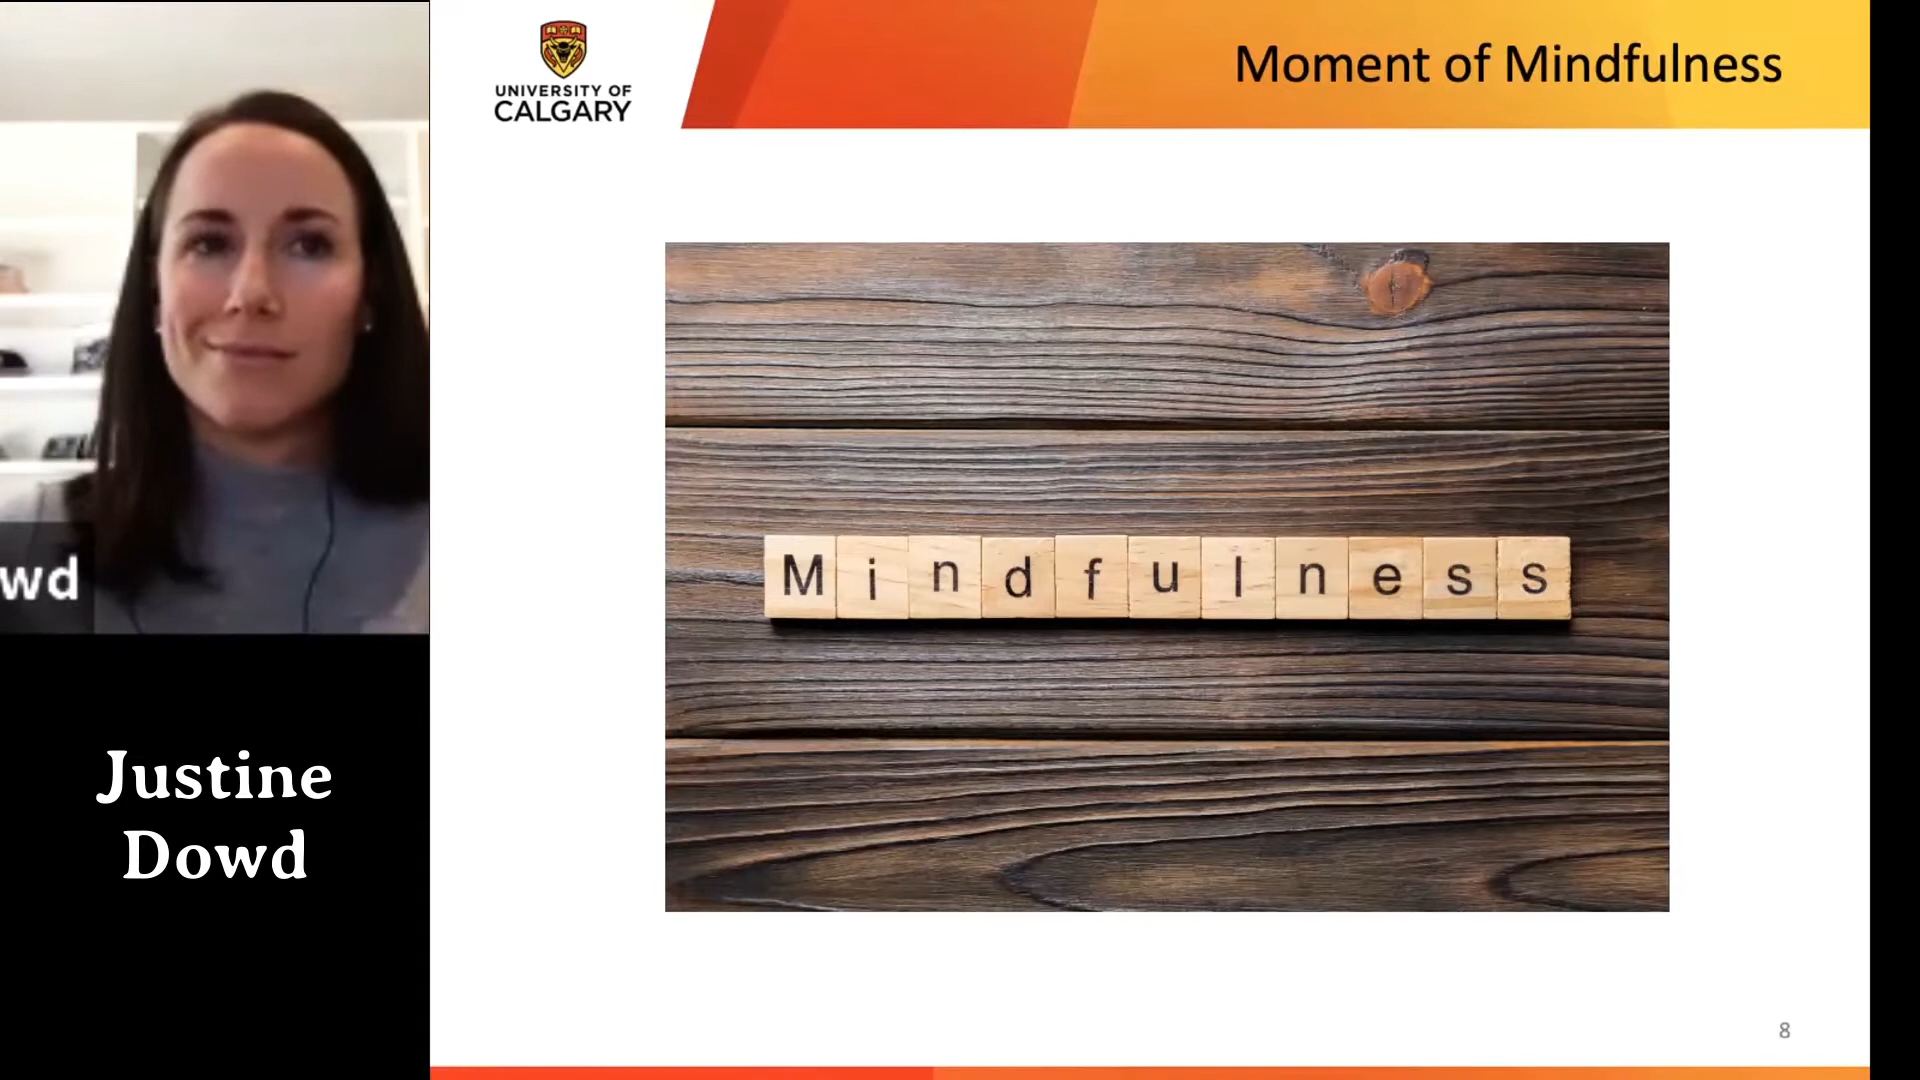 UNIVERSITY OF
CALGARY
Moment of Mindfulness
Mindfulness
wd
Justine
Dowd
8